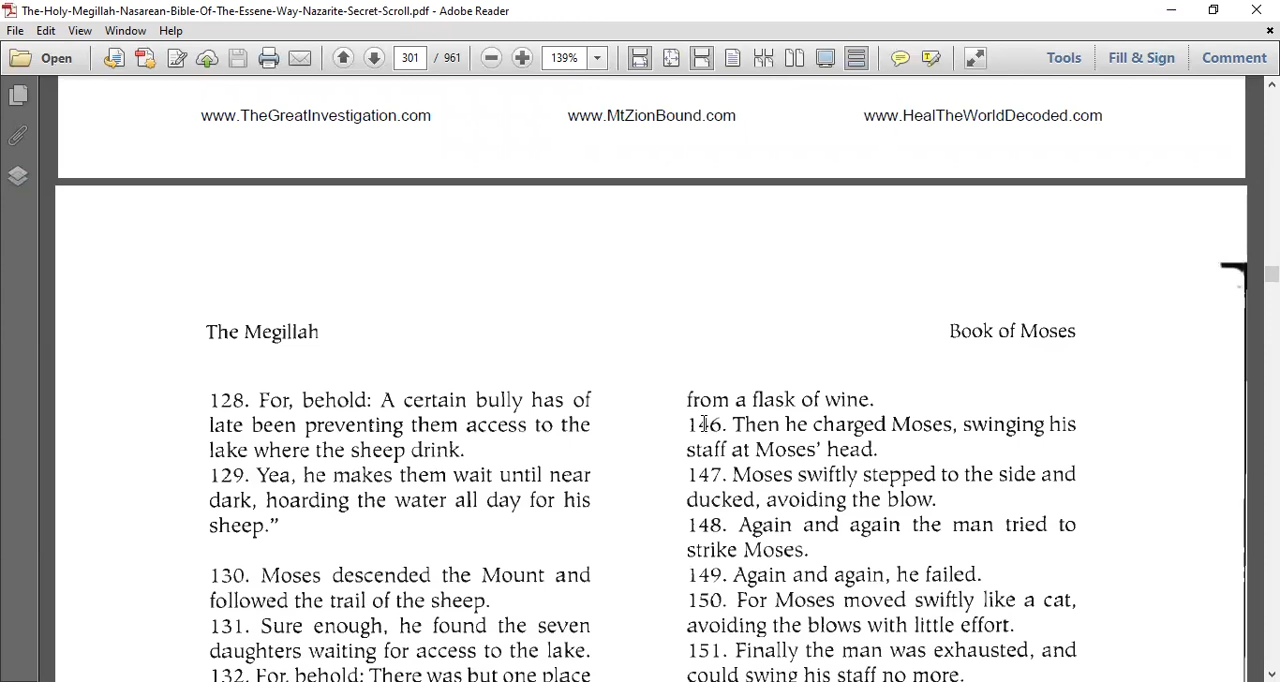 The-Holy-Megillah-Nasarean-Bible-Of-The-Essene-Way-Nazarite-Secret-Scroll.pdf - Adobe Reader
File Edit View Window Help
Open 301 / 961 139% Tools Fill & Sign Comment
www.TheGreatInvestigation.com www.MtZionBound.com www.HealTheWorldDecoded.com
The Megillah Book of Moses
128. For, behold: A certain bully has of
late been preventing them access to the
lake where the sheep drink.
129. Yea, he makes them wait until near
dark, hoarding the water all day for his
sheep.”
130. Moses descended the Mount and
followed the trail of the sheep.
131. Sure enough, he found the seven
daughters waiting for access to the lake.
132. For, behold: There was but one place
from a flask of wine.
146. Then he charged Moses, swinging his
staff at Moses’ head.
147. Moses swiftly stepped to the side and
ducked, avoiding the blow.
148. Again and again the man tried to
strike Moses.
149. Again and again, he failed.
150. For Moses moved swiftly like a cat,
avoiding the blows with little effort.
151. Finally the man was exhausted, and
could swing his staff no more.